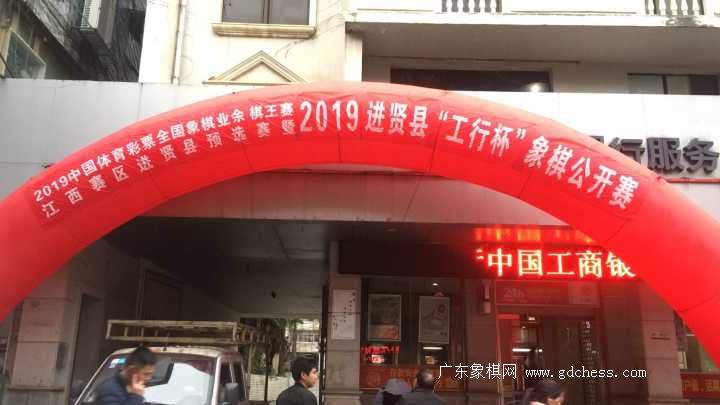 2019中国体育彩票全国象棋业余棋王赛
江西赛区进贤县预选赛暨
2019进贤县“工行杯”象棋公开赛
行服务
中国工商银
广东象棋网 www.gdchess.com